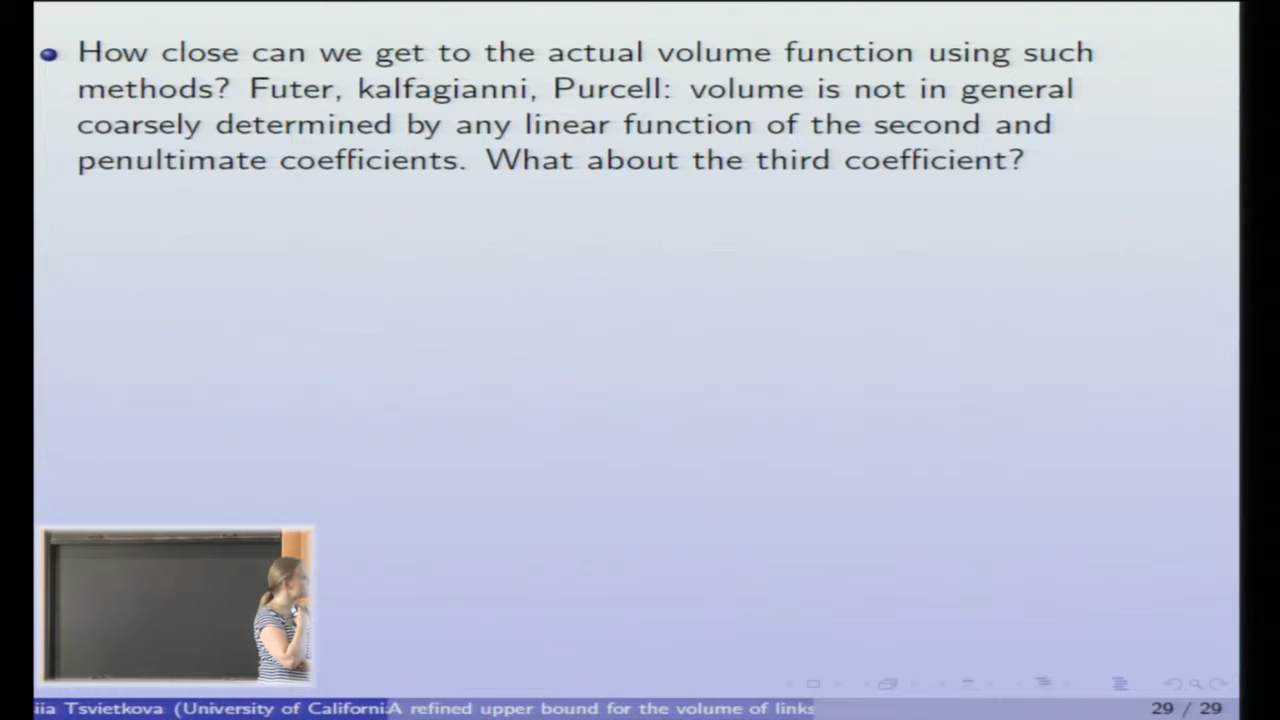 How close can we get to the actual volume function using such
methods? Futer, kalfagianni, Purcell: volume is not in general
coarsely determined by any linear function of the second and
penultimate coefficients. What about the third coefficient?
iia Tsvietkova (University of Californi
A refined upper bound for the volume of links
29 / 29